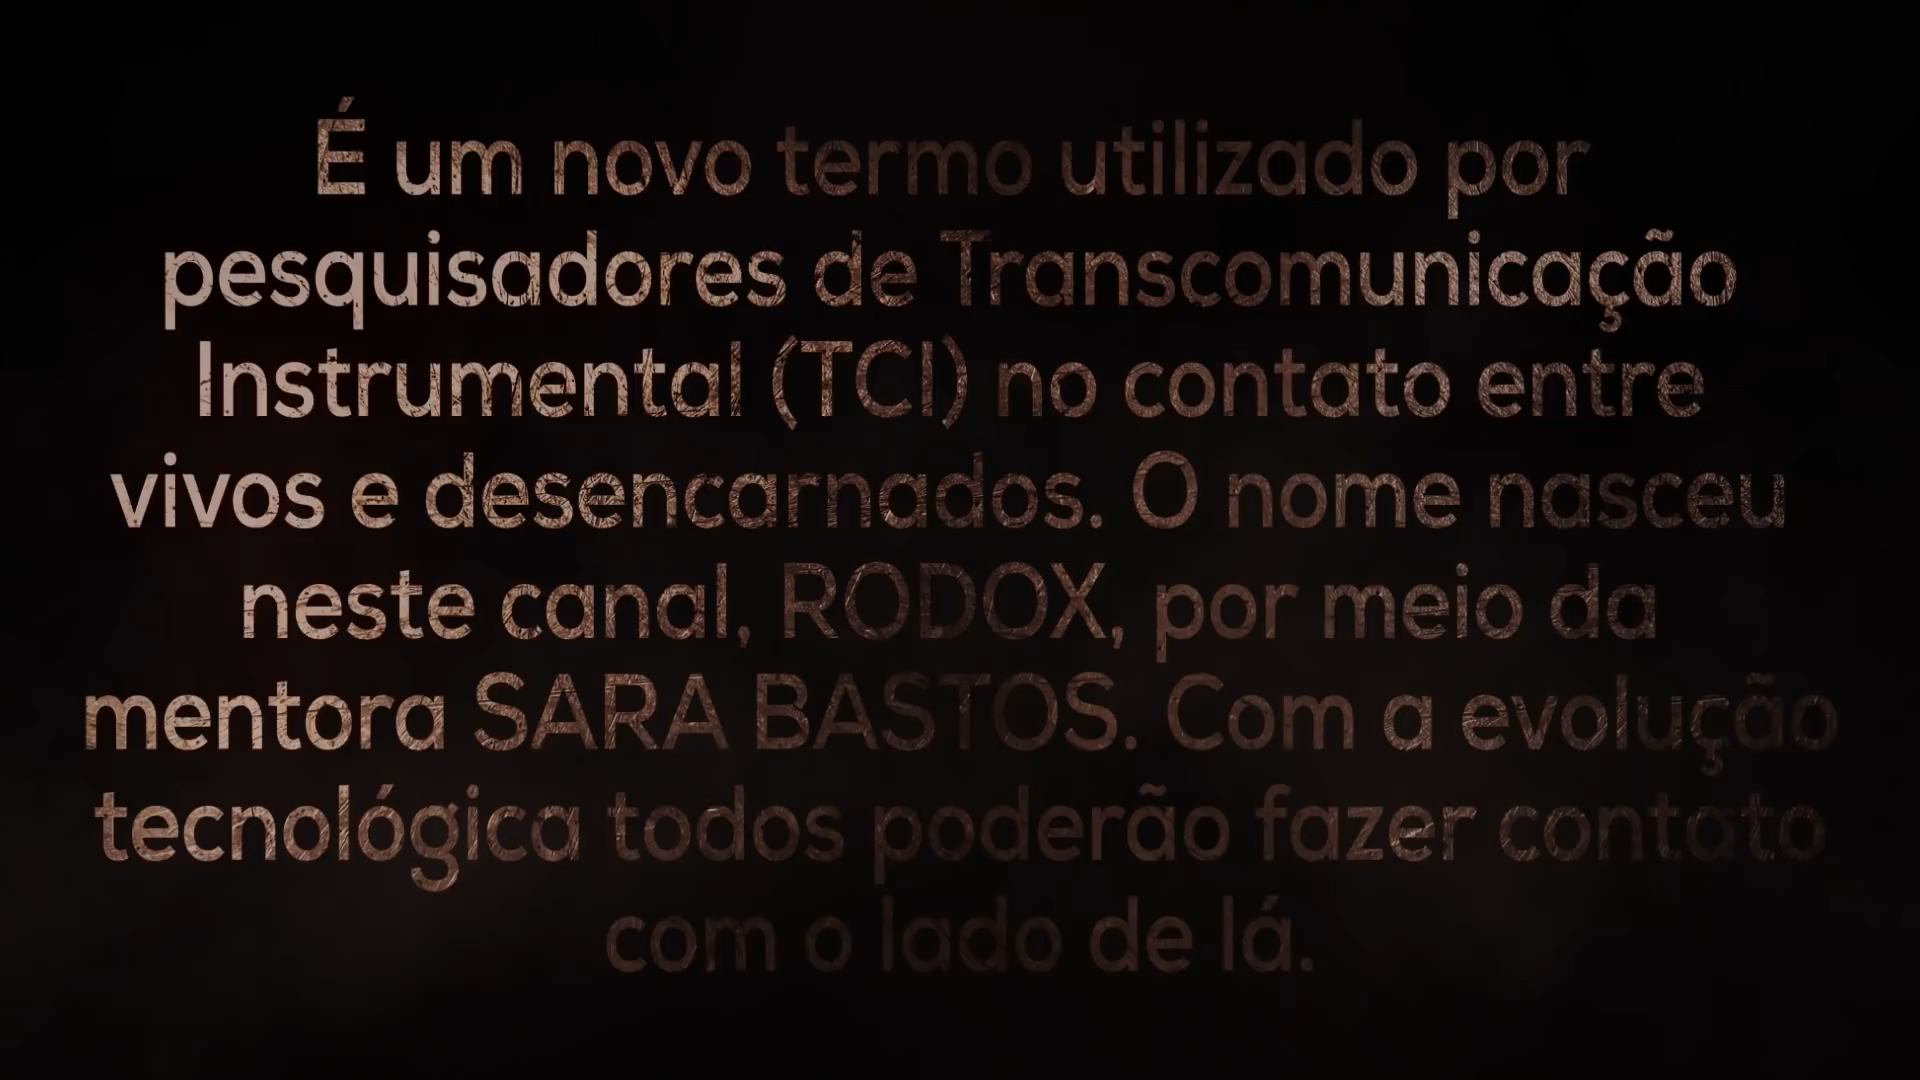 É um novo termo utilizado por
pesquisadores de Transcomunicação
Instrumental (TCI) no contato entre
vivos e desencarnados. O nome nasceu
neste canal, RODOX, por meio da
mentora SARA BASTOS. Com a evolução
tecnológica todos poderão fazer contato
com o lado de lá.